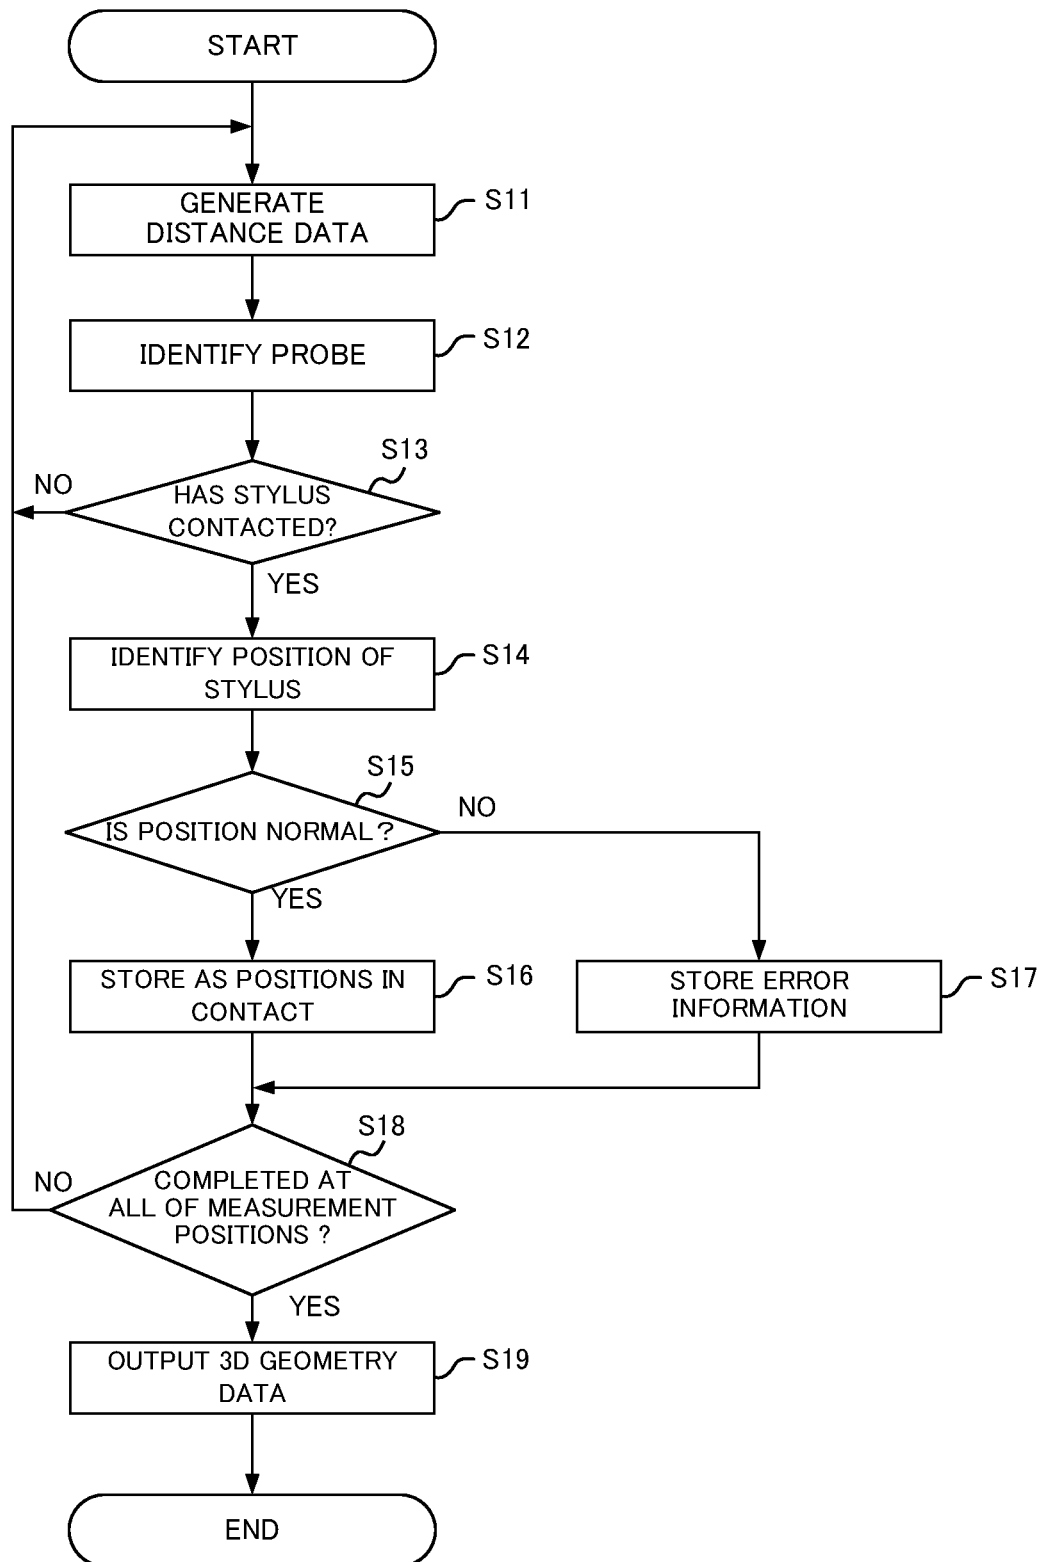 START
GENERATE
DISTANCE DATA
S11
IDENTIFY PROBE
S12
S13
NO
HAS STYLUS
CONTACTED?
YES
IDENTIFY POSITION OF
STYLUS
S14
S15
IS POSITION NORMAL?
NO
YES
STORE AS POSITIONS IN
CONTACT
S16
STORE ERROR
INFORMATION
S17
S18
NO
COMPLETED AT
ALL OF MEASUREMENT
POSITIONS ?
YES
OUTPUT 3D GEOMETRY
DATA
S19
END